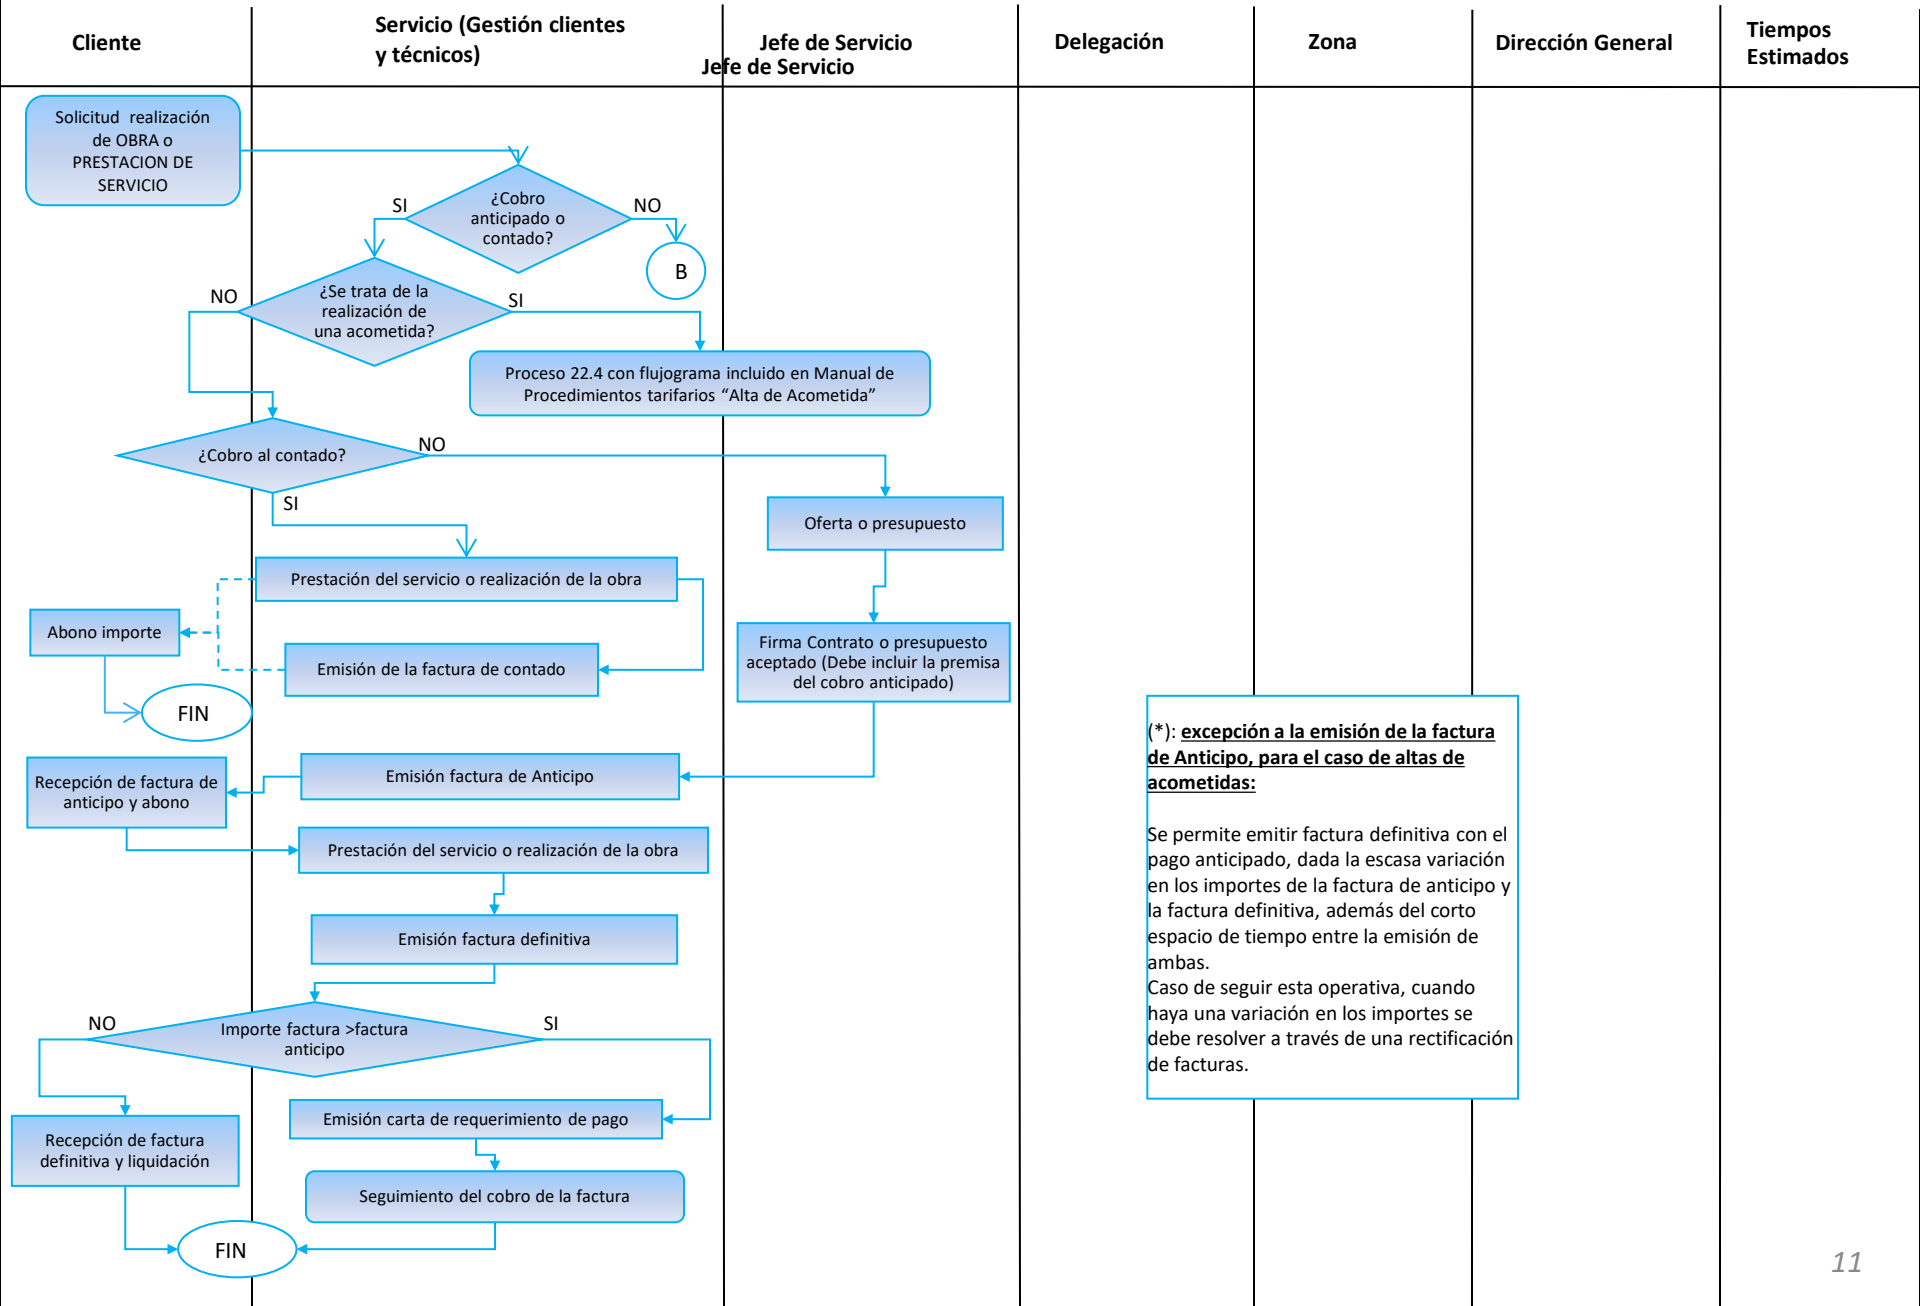 Cliente
Servicio (Gestión clientes
y técnicos)
Jefe de Servicio
Jefe de Servicio
Delegación
Zona
Dirección General
Tiempos
Estimados
Solicitud realización
de OBRA o
PRESTACION DE
SERVICIO
¿Cobro
anticipado o
contado?
SI
NO
B
¿Se trata de la
realización de
una acometida?
NO
SI
Proceso 22.4 con flujograma incluido en Manual de
Procedimientos tarifarios “Alta de Acometida”
¿Cobro al contado?
NO
SI
Oferta o presupuesto
Prestación del servicio o realización de la obra
Abono importe
Emisión de la factura de contado
Firma Contrato o presupuesto
aceptado (Debe incluir la premisa
del cobro anticipado)
FIN
Emisión factura de Anticipo
Recepción de factura de
anticipo y abono
Prestación del servicio o realización de la obra
Emisión factura definitiva
Importe factura >factura
anticipo
NO
SI
Emisión carta de requerimiento de pago
Recepción de factura
definitiva y liquidación
Seguimiento del cobro de la factura
FIN
(*): excepción a la emisión de la factura
de Anticipo, para el caso de altas de
acometidas:
Se permite emitir factura definitiva con el
pago anticipado, dada la escasa variación
en los importes de la factura de anticipo y
la factura definitiva, además del corto
espacio de tiempo entre la emisión de
ambas.
Caso de seguir esta operativa, cuando
haya una variación en los importes se
debe resolver a través de una rectificación
de facturas.
11